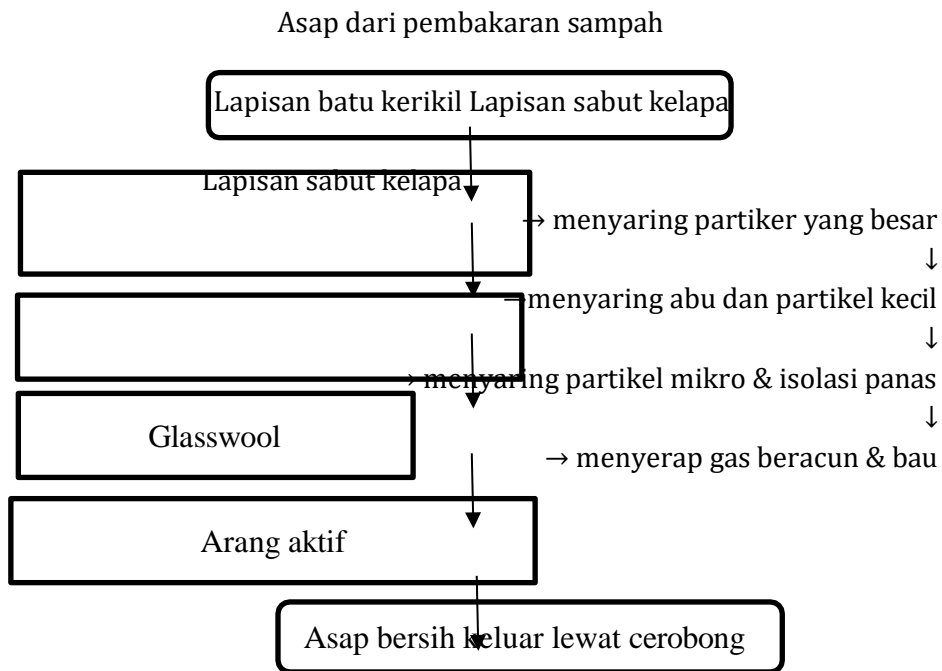 Asap dari pembakaran sampah
Lapisan batu kerikil Lapisan sabut kelapa
Lapisan sabut kelapa
→ menyaring partiker yang besar
↓
→menyaring abu dan partikel kecil
↓
→ menyaring partikel mikro & isolasi panas
↓
Glasswool
→ menyerap gas beracun & bau
Arang aktif
Asap bersih keluar lewat cerobong